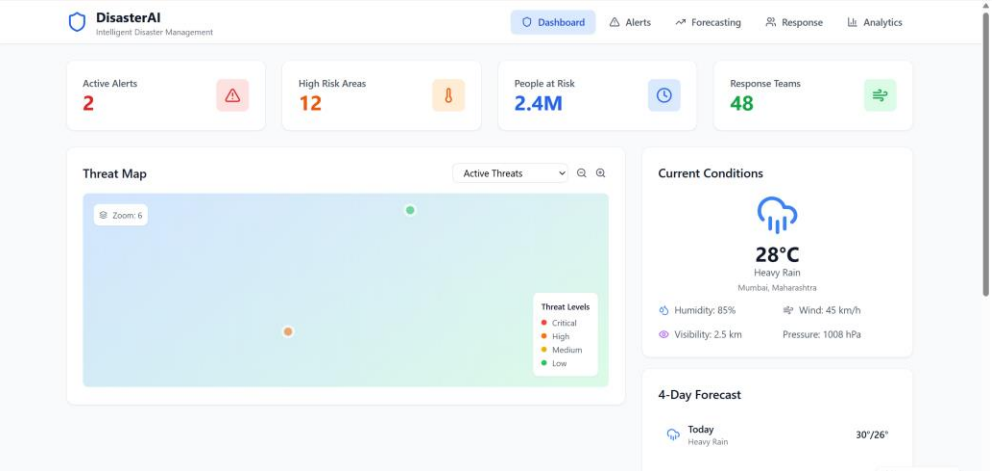 DisasterAI
Intelligent Disaster Management
Dashboard
Alerts
Forecasting
Response
Analytics
Active Alerts
2
High Risk Areas
12
People at Risk
2.4M
Response Teams
48
Threat Map
Active Threats
Zoom: 6
Threat Levels
Critical
High
Medium
Low
Current Conditions
28°C
Heavy Rain
Mumbai, Maharashtra
Humidity: 85%
Wind: 45 km/h
Visibility: 2.5 km
Pressure: 1008 hPa
4-Day Forecast
Today
Heavy Rain
30°/26°